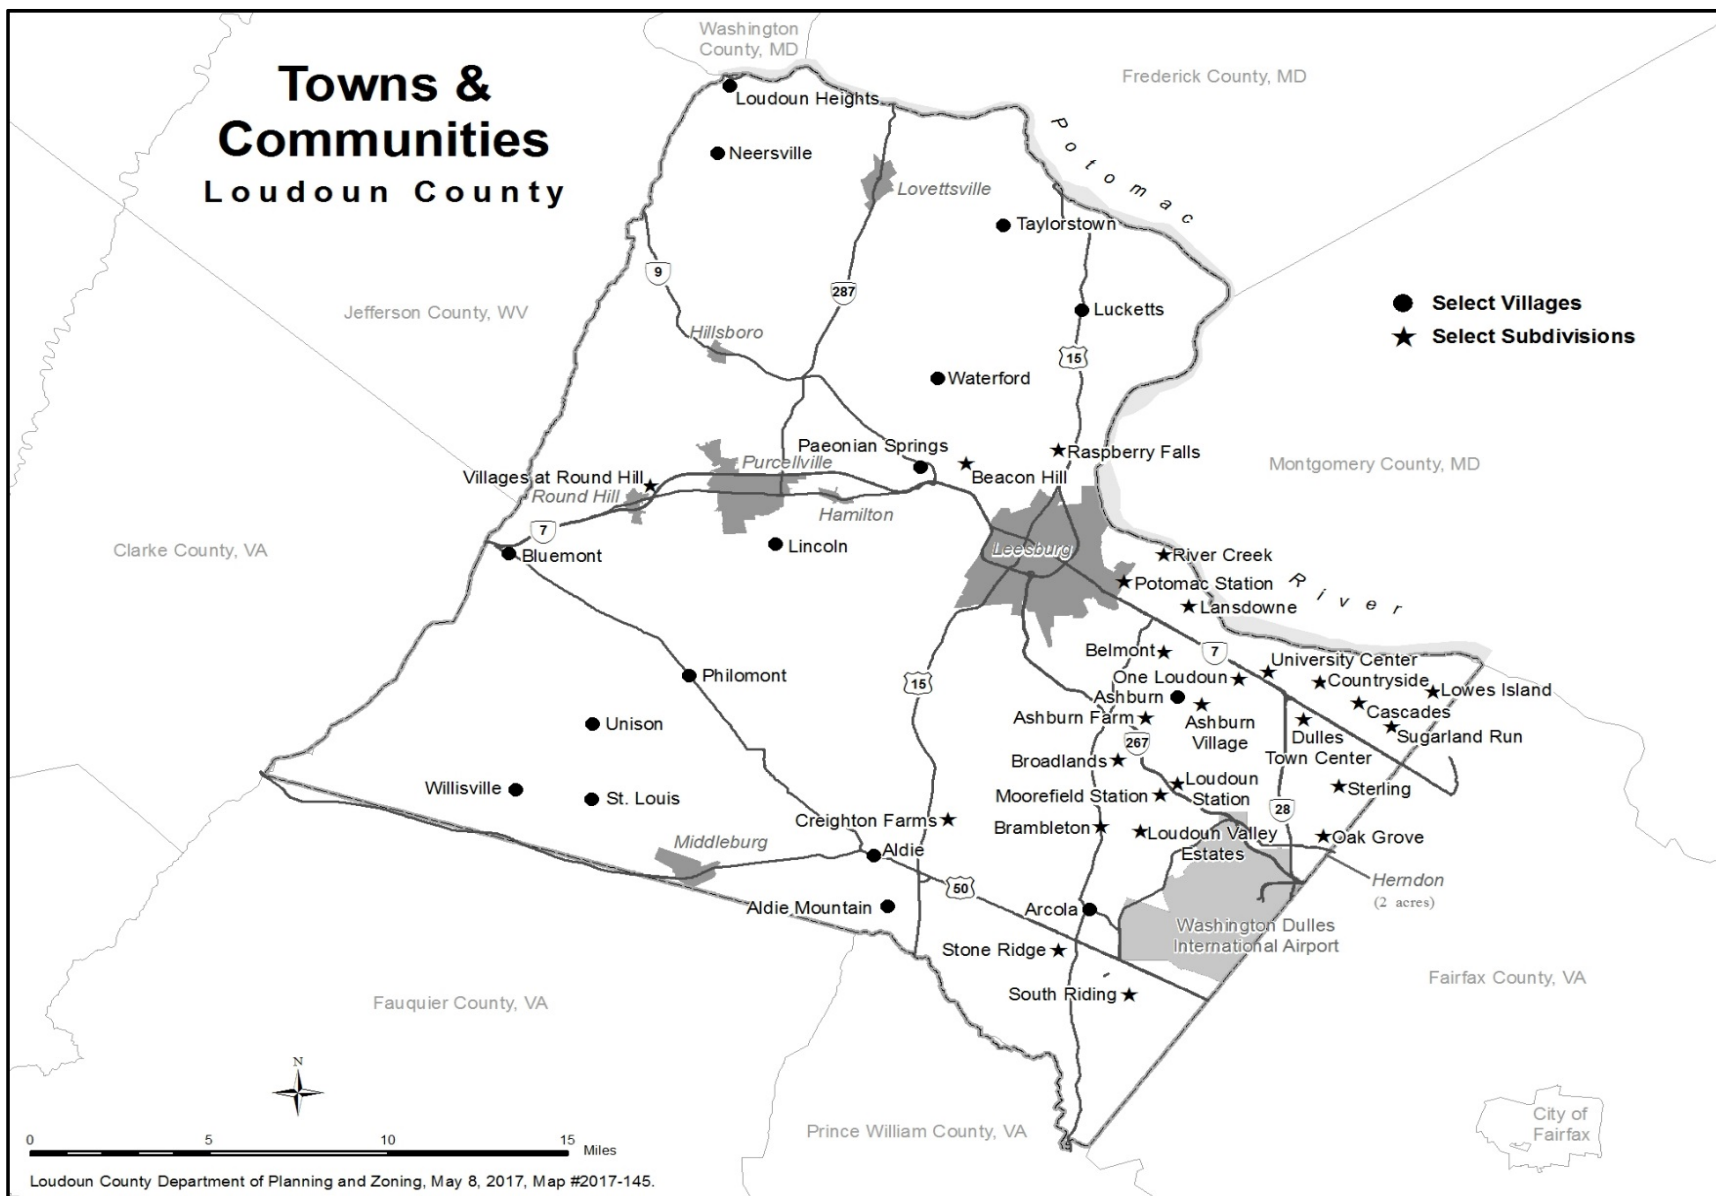 Washington
County, MD
Frederick County, MD
Towns &
Communities
Loudoun County
Loudoun Heights
Neersville
Lovettsville
Potomac
Taylorstown
9
287
Jefferson County, WV
Lucketts
Select Villages
Select Subdivisions
Hillsboro
15
Waterford
Paeonian Springs
Raspberry Falls
Purcellville
Beacon Hill
Montgomery County, MD
Villages at Round Hill
Round Hill
Hamilton
7
Clarke County, VA
Bluemont
Lincoln
Leesburg
River Creek
Potomac Station
River
Lansdowne
Belmont
7
University Center
One Loudoun
Countryside
Lowes Island
Philomont
15
Ashburn
Cascades
Ashburn Farm
Ashburn
Village
Sugarland Run
Unison
267
Dulles
Town Center
Broadlands
Loudoun
Station
Sterling
Willisville
St. Louis
Moorefield Station
28
Creighton Farms
Brambleton
Loudoun Valley
Estates
Oak Grove
Middleburg
Aldie
50
Herndon
(2 acres)
Aldie Mountain
Arcola
Washington Dulles
International Airport
Stone Ridge
South Riding
Fairfax County, VA
Fauquier County, VA
N
City of
Fairfax
Prince William County, VA
0 5 10 15
Miles
Loudoun County Department of Planning and Zoning, May 8, 2017, Map #2017-145.